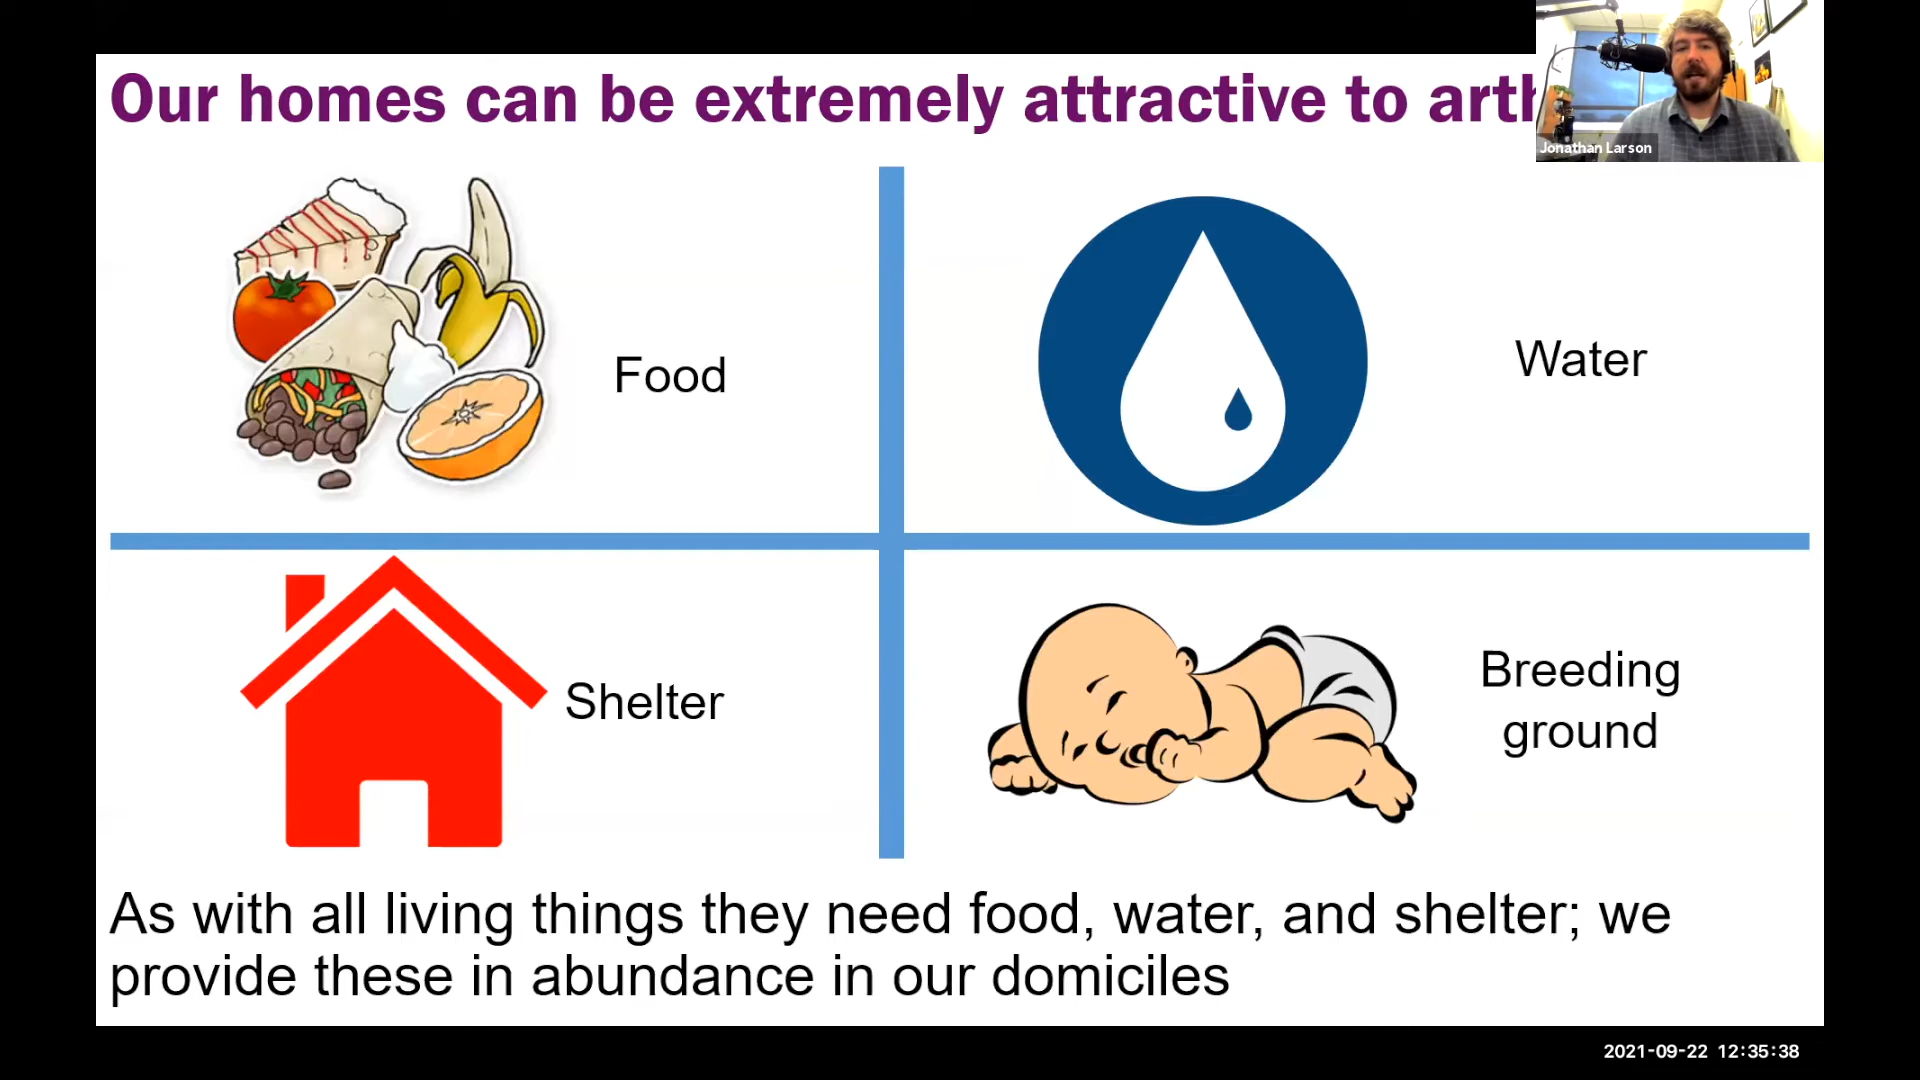 Our homes can be extremely attractive to
Jonathan Larson
Food
Water
Shelter
Breeding
ground
As with all living things they need food, water, and shelter; we
provide these in abundance in our domiciles
2021-09-22 12:35:38